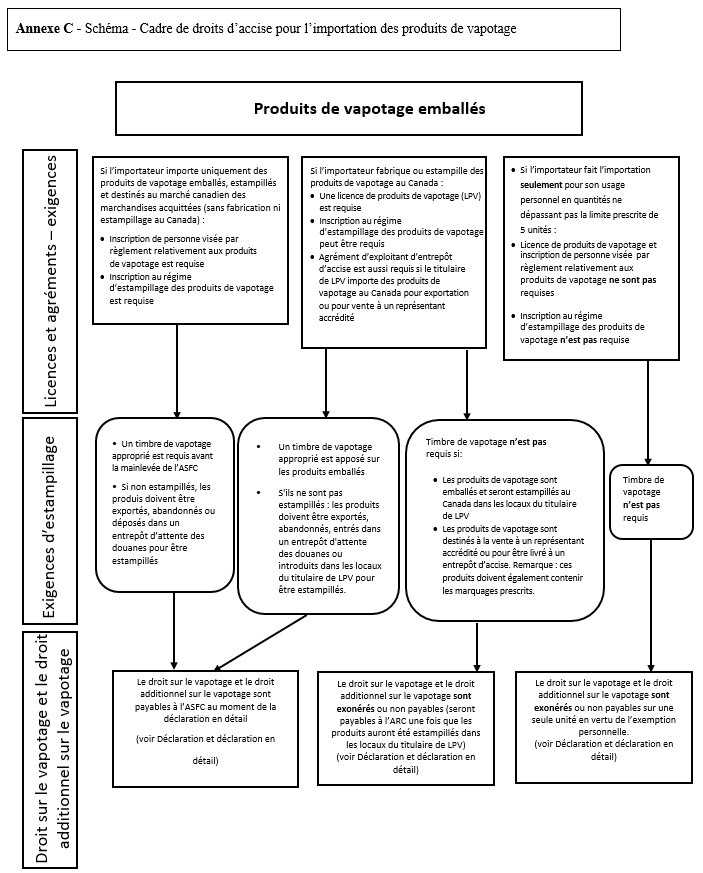 Annexe C - Schéma - Cadre de droits d’accise pour l’importation des produits de vapotage
Produits de vapotage emballés
Licences et agréments – exigences
Si l’importateur importe uniquement des
produits de vapotage emballés, estampillés
et destinés au marché canadien des
marchandises acquittées (sans fabrication ni
estampillage au Canada) :
• Inscription de personne visée par
règlement relativement aux produits
de vapotage est requise
• Inscription au régime
d’estampillage des produits de vapotage
est requise
Si l’importateur fabrique ou estampille des
produits de vapotage au Canada :
• Une licence de produits de vapotage (LPV)
est requise
• Inscription au régime
d’estampillage des produits de vapotage
peut être requis
• Agrément d’exploitant d’entrepôt
d’accise est aussi requis si le titulaire
de LPV importe des produits de
vapotage au Canada pour exportation
ou pour vente à un représentant
accrédité
• Si l’importateur fait l’importation
seulement pour son usage
personnel en quantités ne
dépassant pas la limite prescrite de
5 unités :
• Licence de produits de vapotage et
inscription de personne visée par
règlement relativement aux
produits de vapotage ne sont pas
requises
• Inscription au régime
d’estampillage des produits de
vapotage n’est pas requise
Exigences d’estampillage
• Un timbre de vapotage
approprié est requis avant
la mainlevée de l’ASFC
• Si non estampillés, les
produis doivent être
exportés, abandonnés ou
déposés dans un
entrepôt d’attente des
douanes pour être
estampillés
• Un timbre de vapotage
approprié est apposé sur
les produits emballés
• S’ils ne sont pas
estampillés : les produits
doivent être exportés,
abandonnés, entrés dans
un entrepôt d’attente
des douanes ou
introduits dans les locaux
du titulaire de LPV pour
être estampillés.
Timbre de vapotage n’est pas
requis si:
• Les produits de vapotage sont
emballés et seront estampillés au
Canada dans les locaux du titulaire
de LPV
• Les produits de vapotage sont
destinés à la vente à un représentant
accrédité ou pour être livré à un
entrepôt d’accise. Remarque : ces
produits doivent également contenir
les marquages prescrits.
Timbre de
vapotage
n’est pas
requis
Droit sur le vapotage et le droit
additionnel sur le vapotage
Le droit sur le vapotage et le droit
additionnel sur le vapotage sont
payables à l’ASFC au moment de la
déclaration en détail
(voir Déclaration et déclaration en
détail)
Le droit sur le vapotage et le droit
additionnel sur le vapotage sont
exonérés ou non payables (seront
payables à l’ARC une fois que les
produits auront été estampillés dans
les locaux du titulaire de LPV)
(voir Déclaration et déclaration en
détail)
Le droit sur le vapotage et le droit
additionnel sur le vapotage sont
exonérés ou non payables sur une
seule unité en vertu de l’exemption
personnelle.
(voir Déclaration et déclaration en
détail)